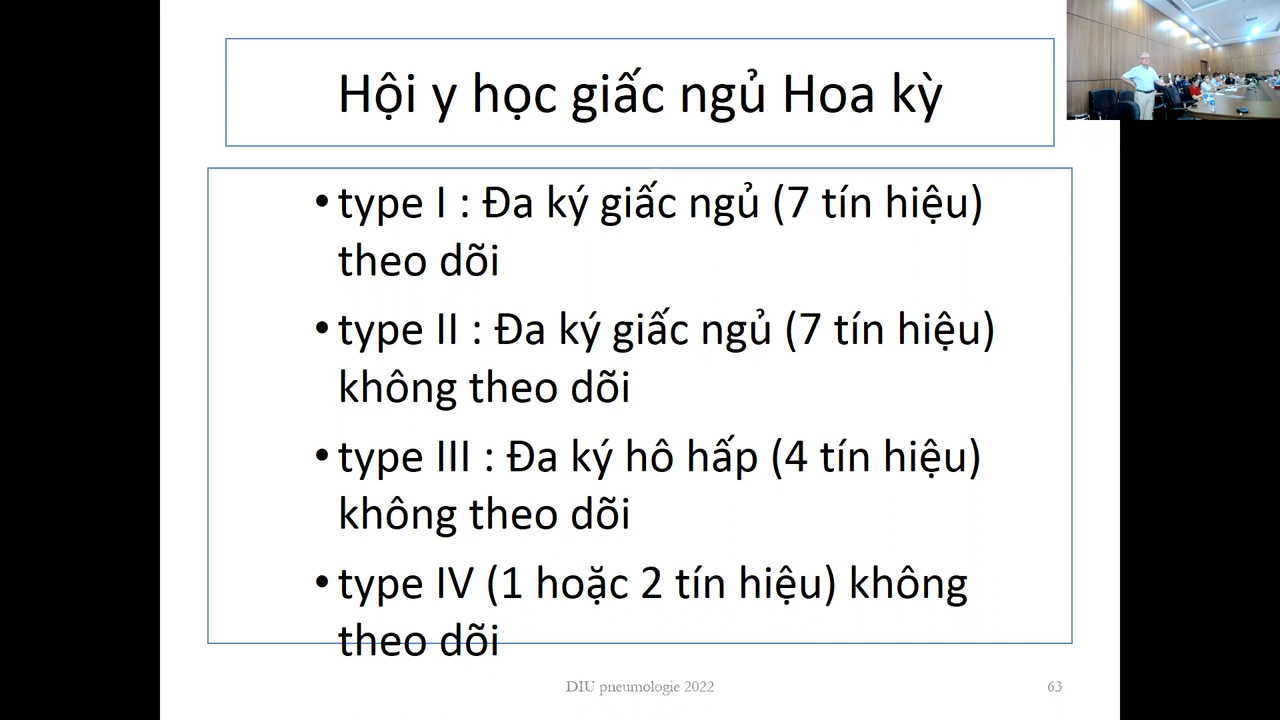 Hội y học giấc ngủ Hoa kỳ
•type I : Đa ký giấc ngủ (7 tín hiệu)
theo dõi
•type II : Đa ký giấc ngủ (7 tín hiệu)
không theo dõi
•type III : Đa ký hô hấp (4 tín hiệu)
không theo dõi
•type IV (1 hoặc 2 tín hiệu) không
theo dõi
DIU pneumologie 2022
63